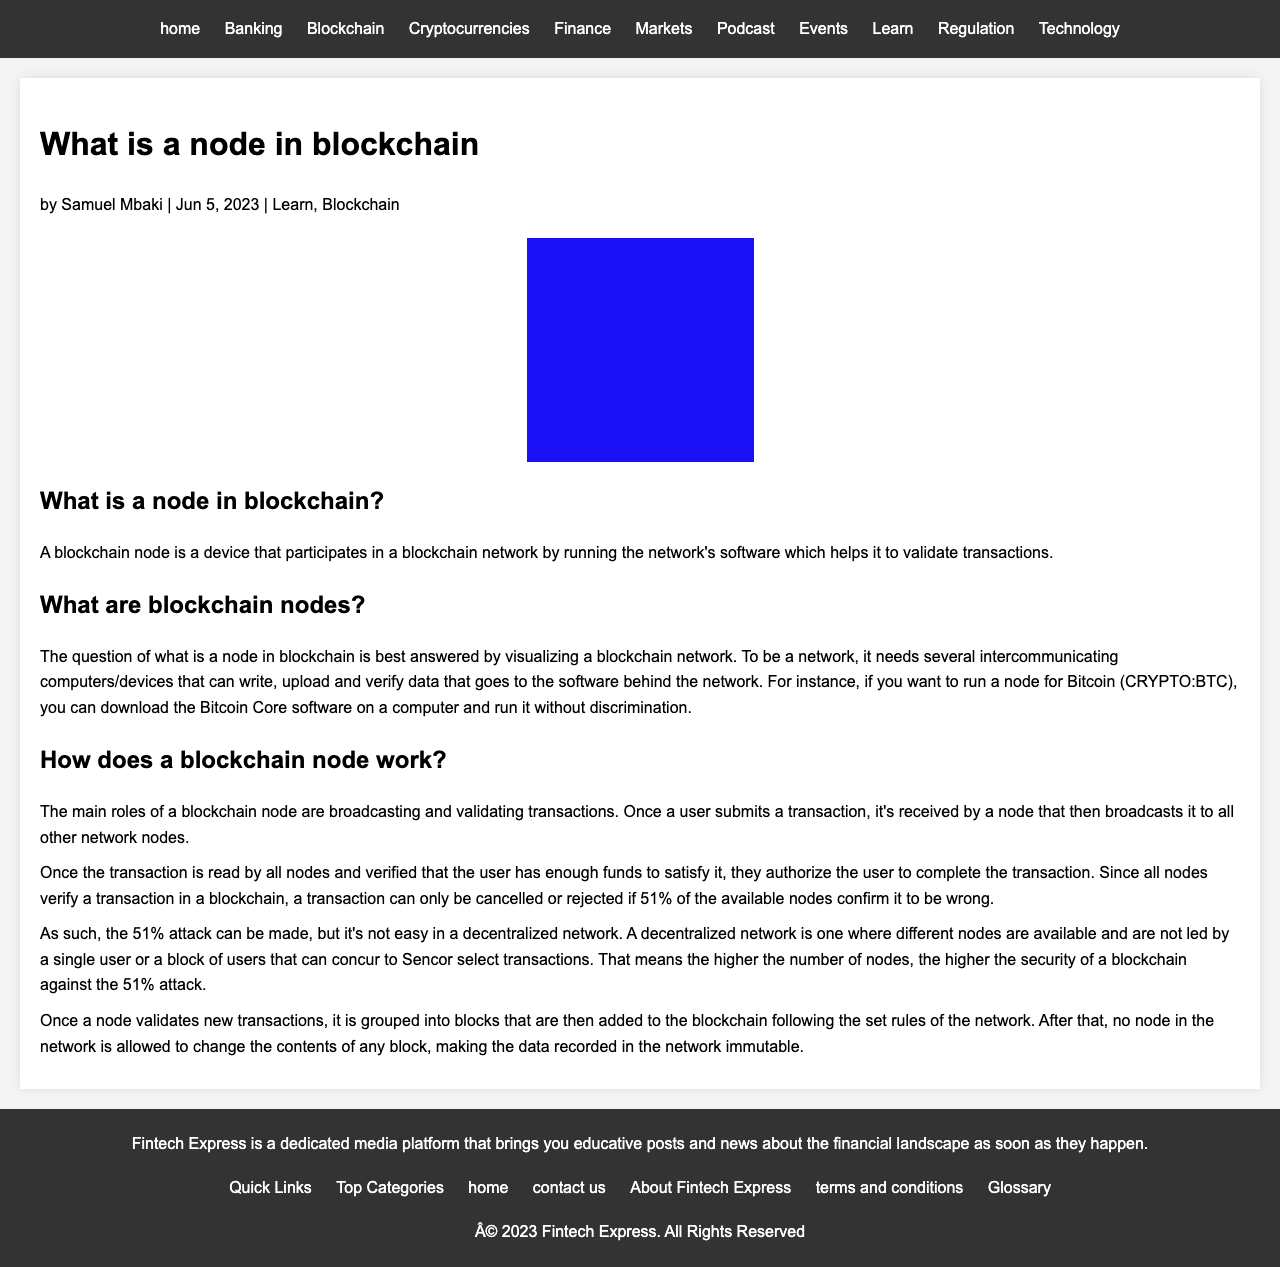 home Banking Blockchain Cryptocurrencies Finance Markets Podcast Events Learn Regulation Technology
What is a node in blockchain
by Samuel Mbaki | Jun 5, 2023 | Learn, Blockchain
What is a node in blockchain?
A blockchain node is a device that participates in a blockchain network by running the network's software which helps it to validate transactions.
What are blockchain nodes?
The question of what is a node in blockchain is best answered by visualizing a blockchain network. To be a network, it needs several intercommunicating
computers/devices that can write, upload and verify data that goes to the software behind the network. For instance, if you want to run a node for Bitcoin (CRYPTO:BTC),
you can download the Bitcoin Core software on a computer and run it without discrimination.
How does a blockchain node work?
The main roles of a blockchain node are broadcasting and validating transactions. Once a user submits a transaction, it's received by a node that then broadcasts it to all
other network nodes.
Once the transaction is read by all nodes and verified that the user has enough funds to satisfy it, they authorize the user to complete the transaction. Since all nodes
verify a transaction in a blockchain, a transaction can only be cancelled or rejected if 51% of the available nodes confirm it to be wrong.
As such, the 51% attack can be made, but it's not easy in a decentralized network. A decentralized network is one where different nodes are available and are not led by
a single user or a block of users that can concur to Sencor select transactions. That means the higher the number of nodes, the higher the security of a blockchain
against the 51% attack.
Once a node validates new transactions, it is grouped into blocks that are then added to the blockchain following the set rules of the network. After that, no node in the
network is allowed to change the contents of any block, making the data recorded in the network immutable.
Fintech Express is a dedicated media platform that brings you educative posts and news about the financial landscape as soon as they happen.
Quick Links Top Categories home contact us About Fintech Express terms and conditions Glossary
Â© 2023 Fintech Express. All Rights Reserved